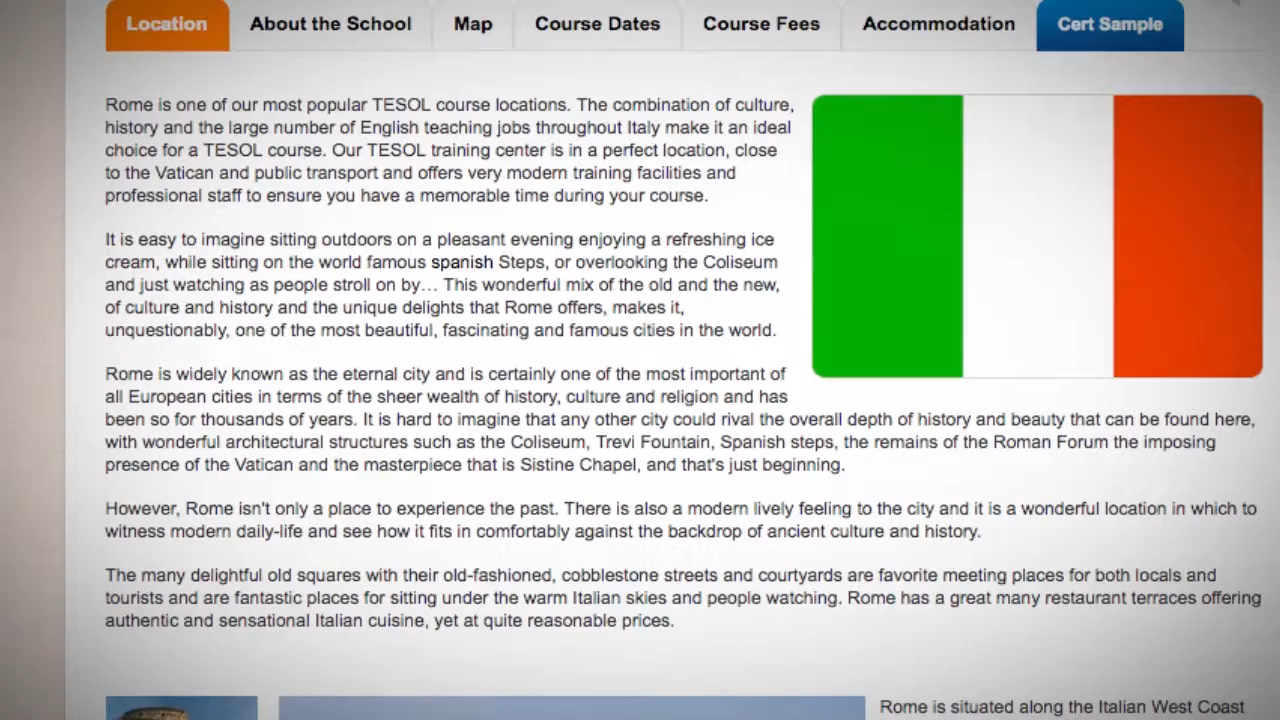 Location About the School Map Course Dates Course Fees Accommodation Cert Sample
Rome is one of our most popular TESOL course locations. The combination of culture,
history and the large number of English teaching jobs throughout Italy make it an ideal
choice for a TESOL course. Our TESOL training center is in a perfect location, close
to the Vatican and public transport and offers very modern training facilities and
professional staff to ensure you have a memorable time during your course.
It is easy to imagine sitting outdoors on a pleasant evening enjoying a refreshing ice
cream, while sitting on the world famous spanish Steps, or overlooking the Coliseum
and just watching as people stroll on by... This wonderful mix of the old and the new,
of culture and history and the unique delights that Rome offers, makes it,
unquestionably, one of the most beautiful, fascinating and famous cities in the world.
Rome is widely known as the eternal city and is certainly one of the most important of
all European cities in terms of the sheer wealth of history, culture and religion and has
been so for thousands of years. It is hard to imagine that any other city could rival the overall depth of history and beauty that can be found here,
with wonderful architectural structures such as the Coliseum, Trevi Fountain, Spanish steps, the remains of the Roman Forum the imposing
presence of the Vatican and the masterpiece that is Sistine Chapel, and that's just beginning.
However, Rome isn't only a place to experience the past. There is also a modern lively feeling to the city and it is a wonderful location in which to
witness modern daily-life and see how it fits in comfortably against the backdrop of ancient culture and history.
The many delightful old squares with their old-fashioned, cobblestone streets and courtyards are favorite meeting places for both locals and
tourists and are fantastic places for sitting under the warm Italian skies and people watching. Rome has a great many restaurant terraces offering
authentic and sensational Italian cuisine, yet at quite reasonable prices.
Rome is situated along the Italian West Coast